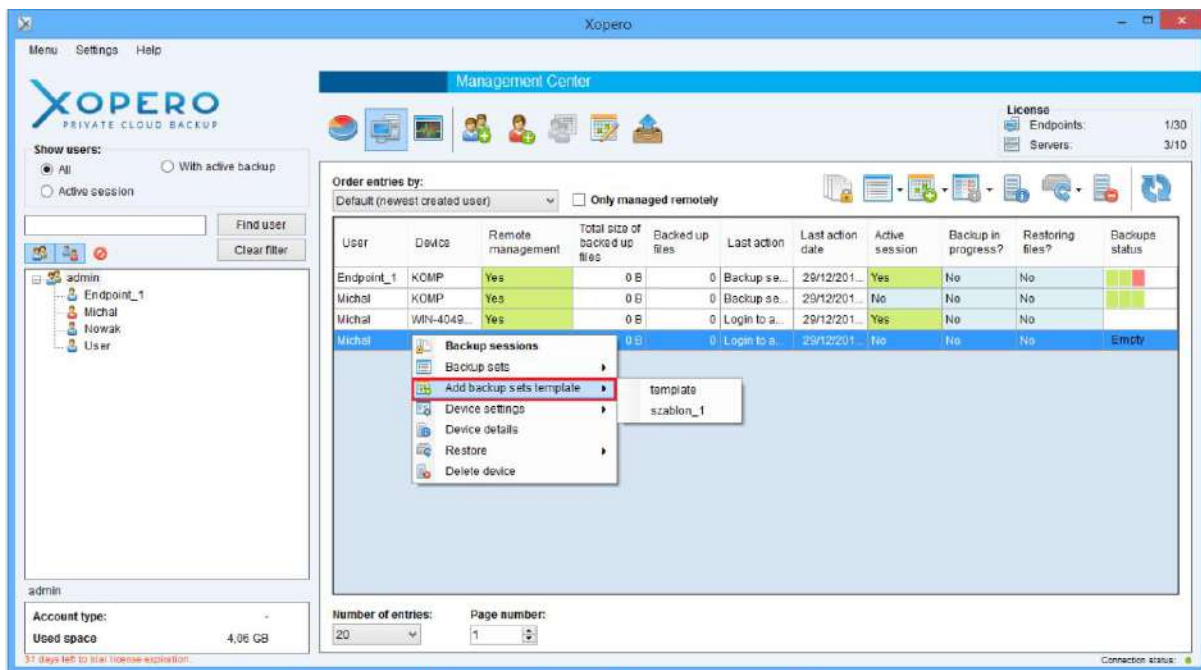 Xopero
Menu Settings Help
XOPERO
PRIVATE CLOUD BACKUP
Show users:
All
With active backup
Active session
Find user
Clear filter
admin
Endpoint_1
Michal
Nowak
User
admin
Account type: -
Used space 4,06 GB
31 days left to trial license expiration.
Management Center
License
Endpoints: 1/30
Servers: 3/10
Order entries by:
Default (newest created user)
Only managed remotely
User Device Remote management Total size of backed up files Backed up files Last action Last action date Active session Backup in progress? Restoring files? Backups status
Endpoint_1 KOMP Yes 0 B 0 Backup se... 29/12/201... Yes No No
Michal KOMP Yes 0 B 0 Backup se... 29/12/201... No No No
Michal WIN-4049... Yes 0 B 0 Login to a... 29/12/201... Yes No No
Michal 0 B 0 Login to a... 29/12/201... No No No Empty
Backup sessions
Backup sets
Add backup sets template
template
szablon_1
Device settings
Device details
Restore
Delete device
Number of entries:
20
Page number:
1
Connection status: